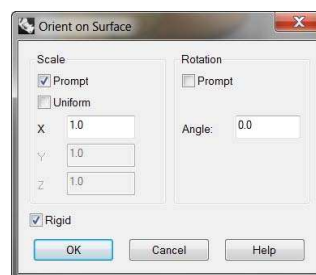 Orient on Surface
Scale
Prompt
Uniform
X 1.0
Y 1.0
Z 1.0
Rotation
Prompt
Angle: 0.0
Rigid
OK Cancel Help